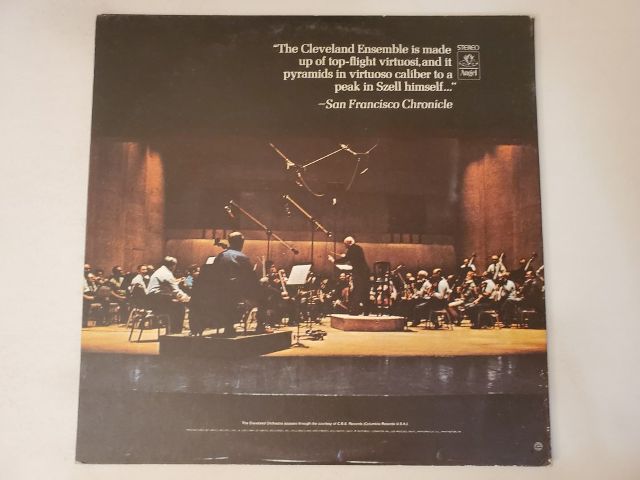 "The Cleveland Ensemble is made
up of top-flight virtuosi,and it
pyramids in virtuoso caliber to a
peak in Szell himself..."
—San Francisco Chronicle
STEREO
Angel
The Cleveland Orchestra appears through the courtesy of C.B.S. Records (Columbia Records U.S.A.)